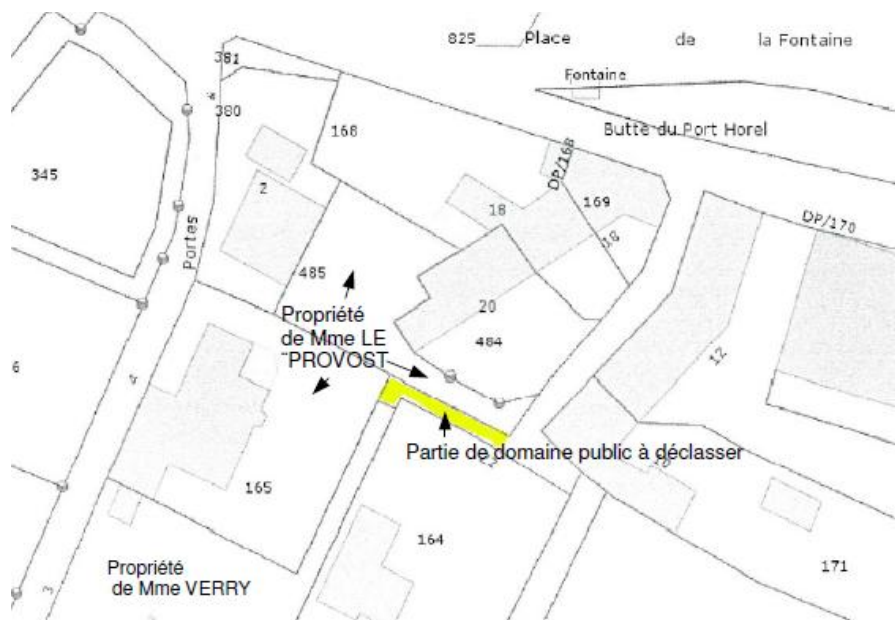 825 Place de la Fontaine
Fontaine
Butte du Port Horel
381
380
168
DP/168
169
345
2
18
18
DP/170
Portes
485
20
Propriété
de Mme LE
¨PROVOST
484
6
4
12
Partie de domaine public à déclasser
165
164
171
Propriété
de Mme VERRY
3